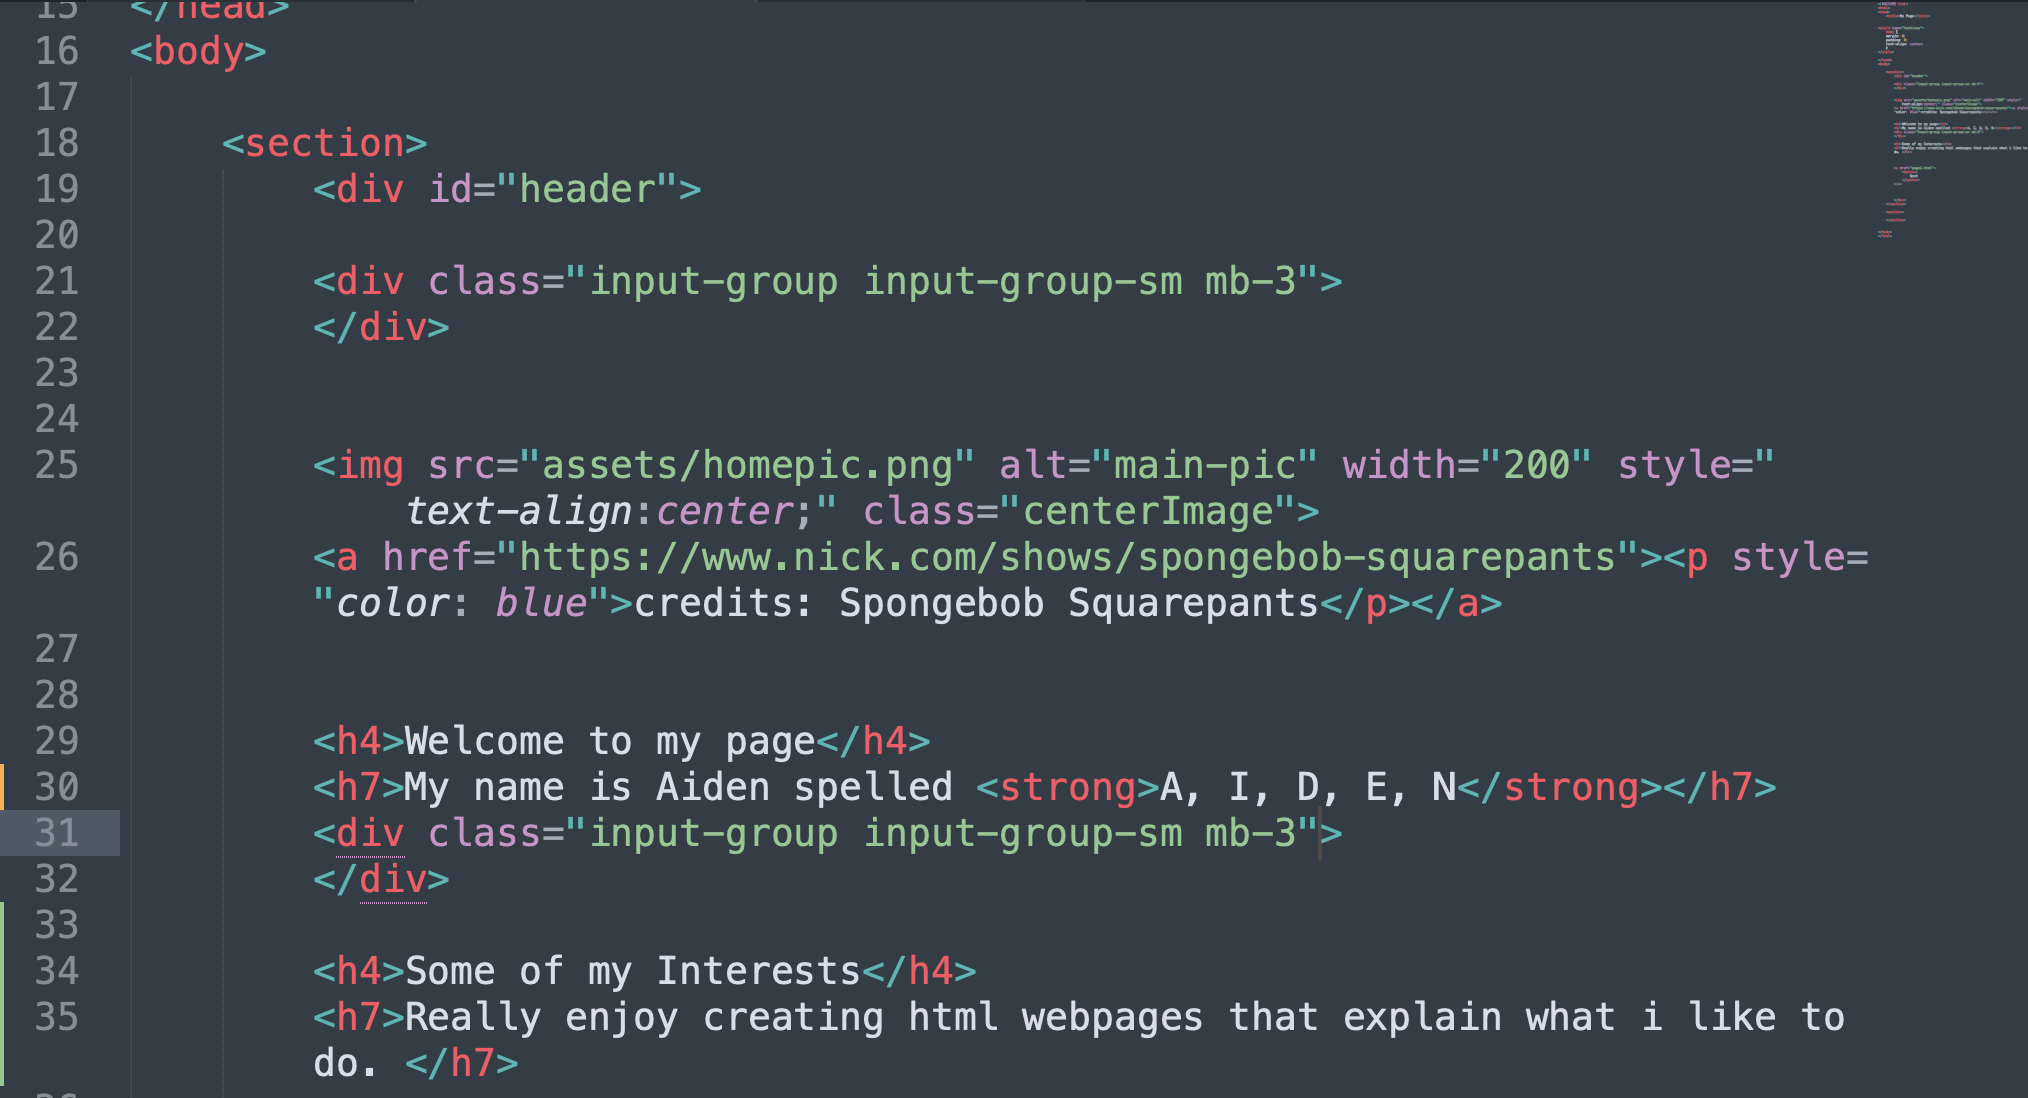 15 </head>
16 <body>
17
18 <section>
19 <div id="header">
20
21 <div class="input-group input-group-sm mb-3">
22 </div>
23
24
25 <img src="assets/homepic.png" alt="main-pic" width="200" style="
text-align:center;" class="centerImage">
26 <a href="https://www.nick.com/shows/spongebob-squarepants"><p style=
"color: blue">credits: Spongebob Squarepants</p></a>
27
28
29 <h4>Welcome to my page</h4>
30 <h7>My name is Aiden spelled <strong>A, I, D, E, N</strong></h7>
31 <div class="input-group input-group-sm mb-3">
32 </div>
33
34 <h4>Some of my Interests</h4>
35 <h7>Really enjoy creating html webpages that explain what i like to
do. </h7>